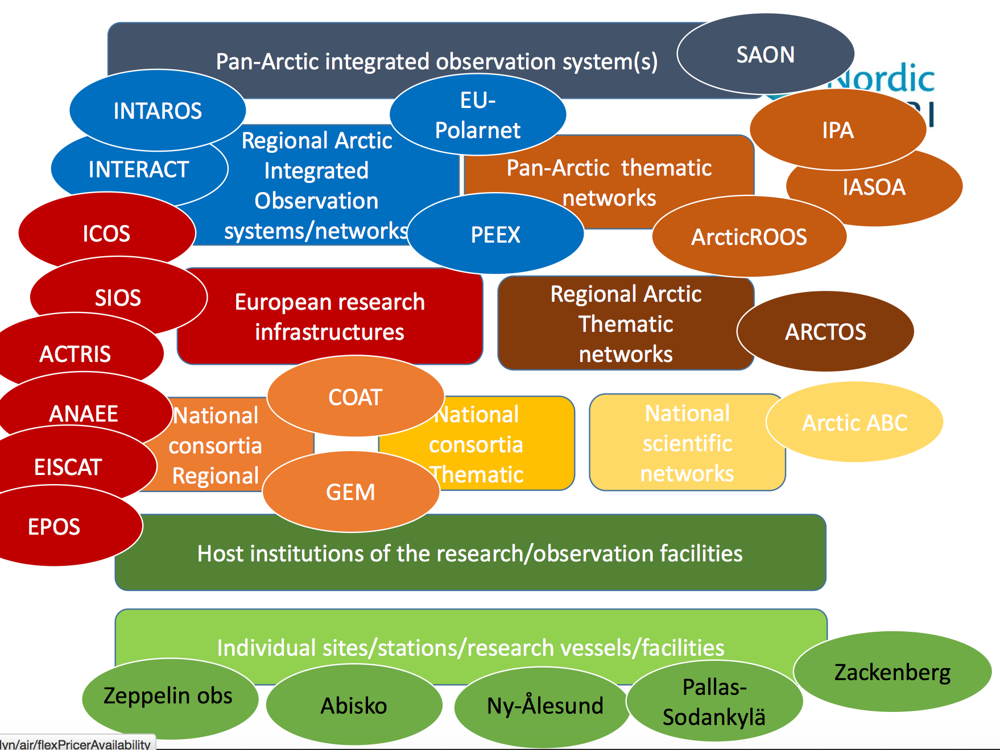 Pan-Arctic integrated observation system(s)
SAON
Nordic
INTAROS
EU-
Polarnet
IPA
INTERACT
Regional Arctic
Integrated
Observation
systems/networks
Pan-Arctic thematic
networks
IASOA
ICOS
PEEX
ArcticROOS
SIOS
European research
infrastructures
Regional Arctic
Thematic
networks
ARCTOS
ACTRIS
COAT
ANAEE
National
consortia
Regional
National
consortia
Thematic
National
scientific
networks
Arctic ABC
EISCAT
GEM
EPOS
Host institutions of the research/observation facilities
Individual sites/stations/research vessels/facilities
Zackenberg
Zeppelin obs
Abisko
Ny-Ålesund
Pallas-
Sodankylä
lyn/air/flexPricerAvailability